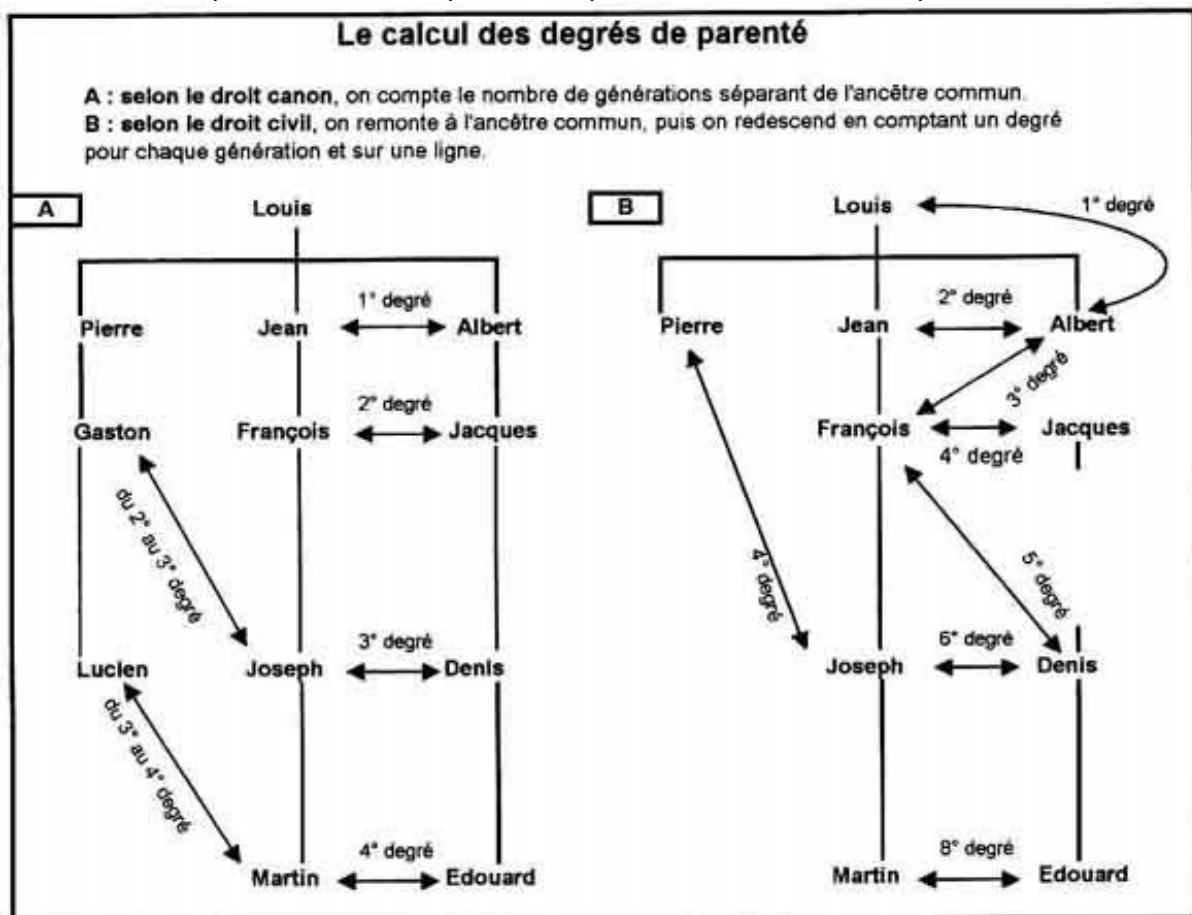 Le calcul des degrés de parenté
A : selon le droit canon, on compte le nombre de générations séparant de l'ancêtre commun.
B : selon le droit civil, on remonte à l'ancêtre commun, puis on redescend en comptant un degré
pour chaque génération et sur une ligne.
A
Louis
1° degré
Pierre Jean Albert
2° degré
Gaston François Jacques
du 2° au 3° degré
3° degré
Lucien Joseph Denis
du 3° au 4° degré
4° degré
Martin Edouard
B
Louis
1° degré
2° degré
Pierre Jean Albert
3° degré
François Jacques
4° degré
4° degré
5° degré
6° degré
Joseph Denis
8° degré
Martin Edouard